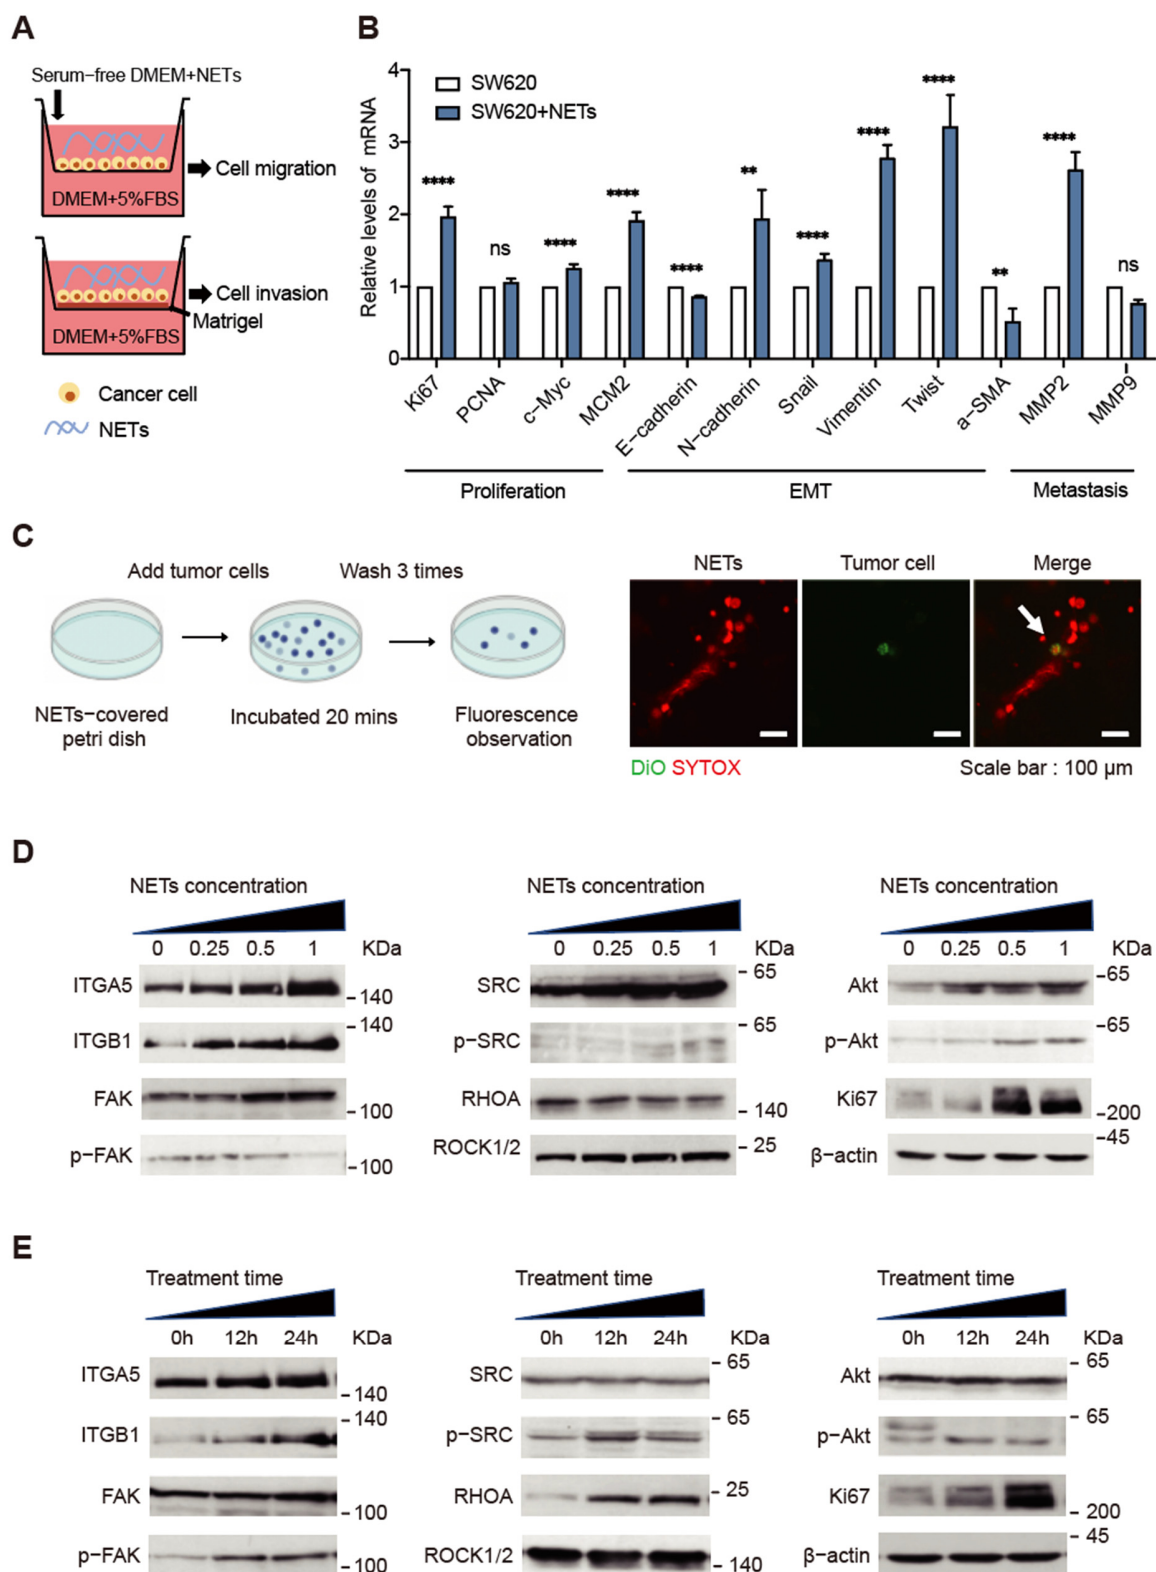 A
Serum-free DMEM+NETs
Cell migration
DMEM+5%FBS
Cell invasion
Matrigel
DMEM+5%FBS
Cancer cell
NETs
B
Relative levels of mRNA
4
3
2
1
0
SW620
SW620+NETs
**** ns **** **** **** ** **** **** **** ** **** ns
Ki67 PCNA c-Myc MCM2 E-cadherin N-cadherin Snail Vimentin Twist a-SMA MMP2 MMP9
Proliferation EMT Metastasis
C
Add tumor cells Wash 3 times
NETs-covered
petri dish
Incubated 20 mins
Fluorescence
observation
NETs Tumor cell Merge
DiO SYTOX Scale bar : 100 μm
D
NETs concentration
0 0.25 0.5 1 KDa
ITGA5
140
ITGB1
140
FAK
100
p-FAK
100
NETs concentration
0 0.25 0.5 1 KDa
SRC
65
p-SRC
65
RHOA
140
ROCK1/2
25
NETs concentration
0 0.25 0.5 1 KDa
Akt
65
p-Akt
65
Ki67
200
β-actin
45
E
Treatment time
0h 12h 24h KDa
ITGA5
140
ITGB1
140
FAK
100
p-FAK
100
Treatment time
0h 12h 24h KDa
SRC
65
p-SRC
65
RHOA
25
ROCK1/2
140
Treatment time
0h 12h 24h KDa
Akt
65
p-Akt
65
Ki67
200
β-actin
45